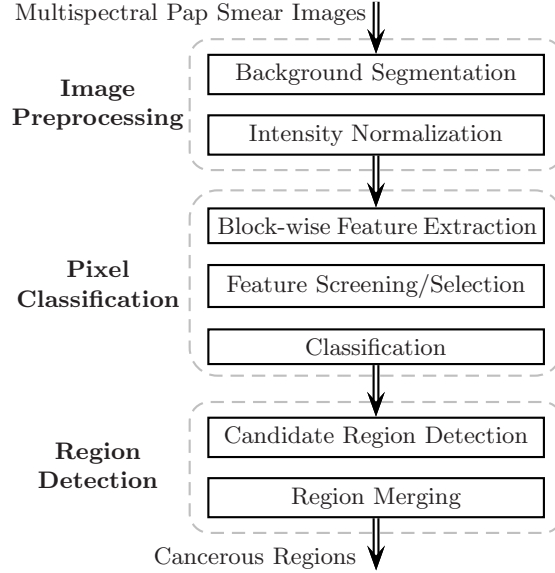 Multispectral Pap Smear Images
Image
Preprocessing
Background Segmentation
Intensity Normalization
Pixel
Classification
Block-wise Feature Extraction
Feature Screening/Selection
Classification
Region
Detection
Candidate Region Detection
Region Merging
Cancerous Regions